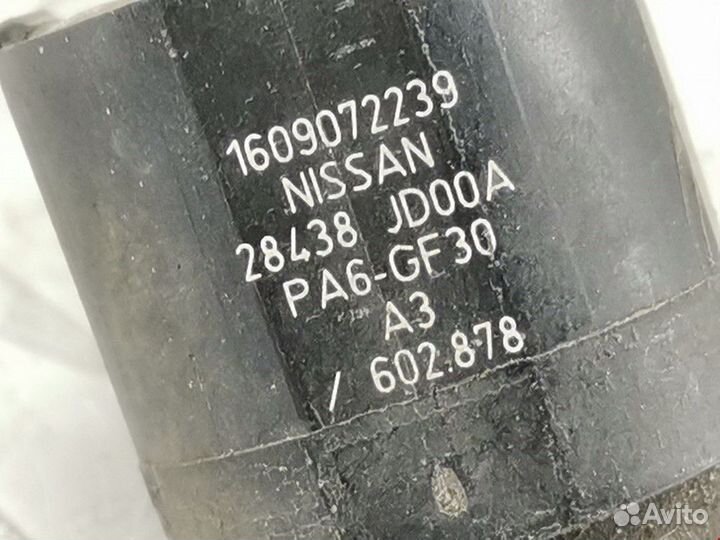 1609072239
NISSAN
28438 JD00A
PA6-GF30
A3
/ 602.878
Avito